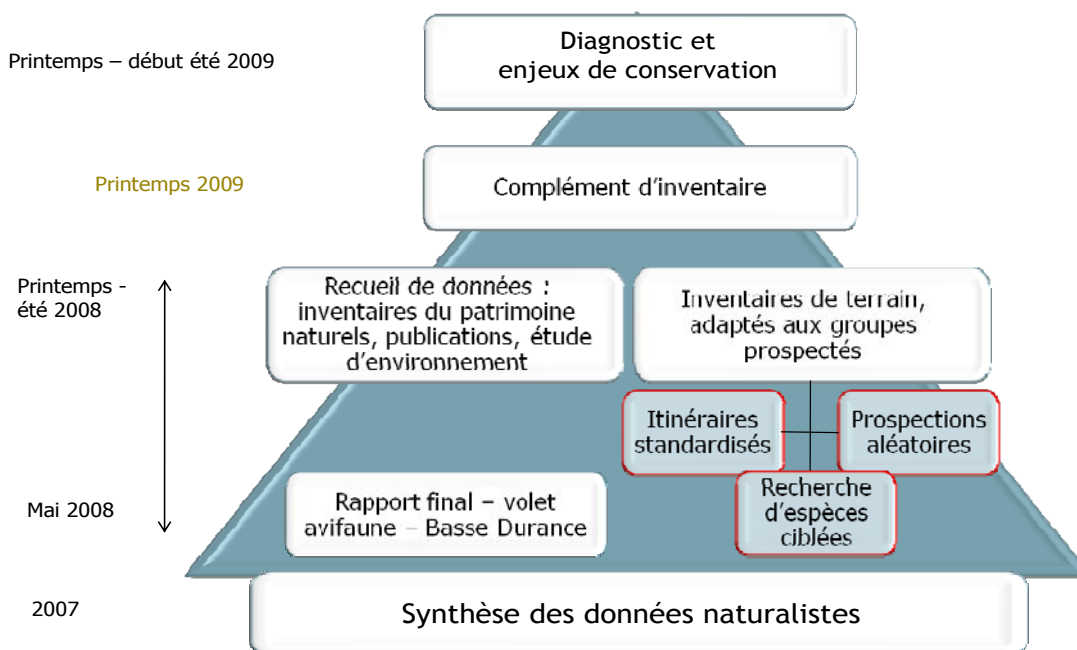 Printemps – début été 2009
Diagnostic et
enjeux de conservation
Printemps 2009
Complément d'inventaire
Printemps -
été 2008
Recueil de données :
inventaires du patrimoine
naturels, publications, étude
d'environnement
Inventaires de terrain,
adaptés aux groupes
prospectés
Itinéraires
standardisés
Prospections
aléatoires
Recherche
d'espèces
ciblées
Mai 2008
Rapport final – volet
avifaune – Basse Durance
2007
Synthèse des données naturalistes